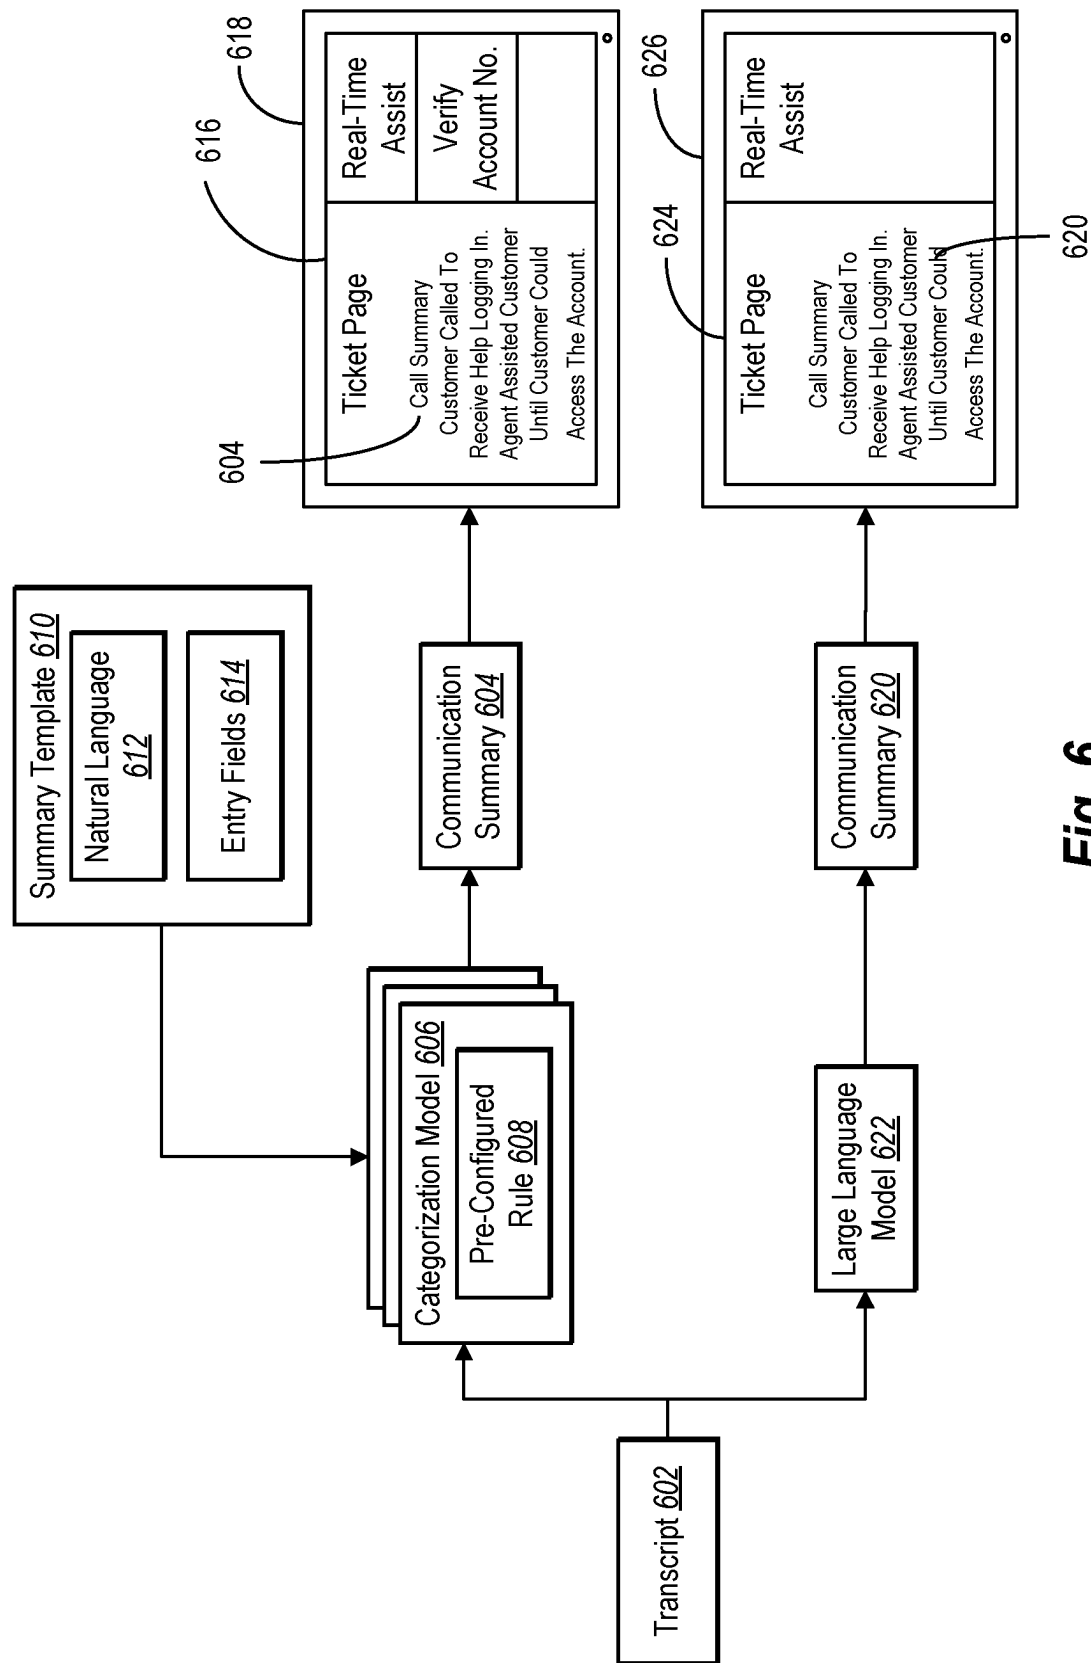 Transcript 602
Summary Template 610
Natural Language
612
Entry Fields 614
Categorization Model 606
Pre-Configured
Rule 608
Large Language
Model 622
Communication
Summary 604
Communication
Summary 620
604
616
618
Ticket Page
Call Summary
Customer Called To
Receive Help Logging In.
Agent Assisted Customer
Until Customer Could
Access The Account.
Real-Time
Assist
Verify
Account No.
624
626
Ticket Page
Call Summary
Customer Called To
Receive Help Logging In.
Agent Assisted Customer
Until Customer Could
Access The Account.
Real-Time
Assist
620
Fig. 6